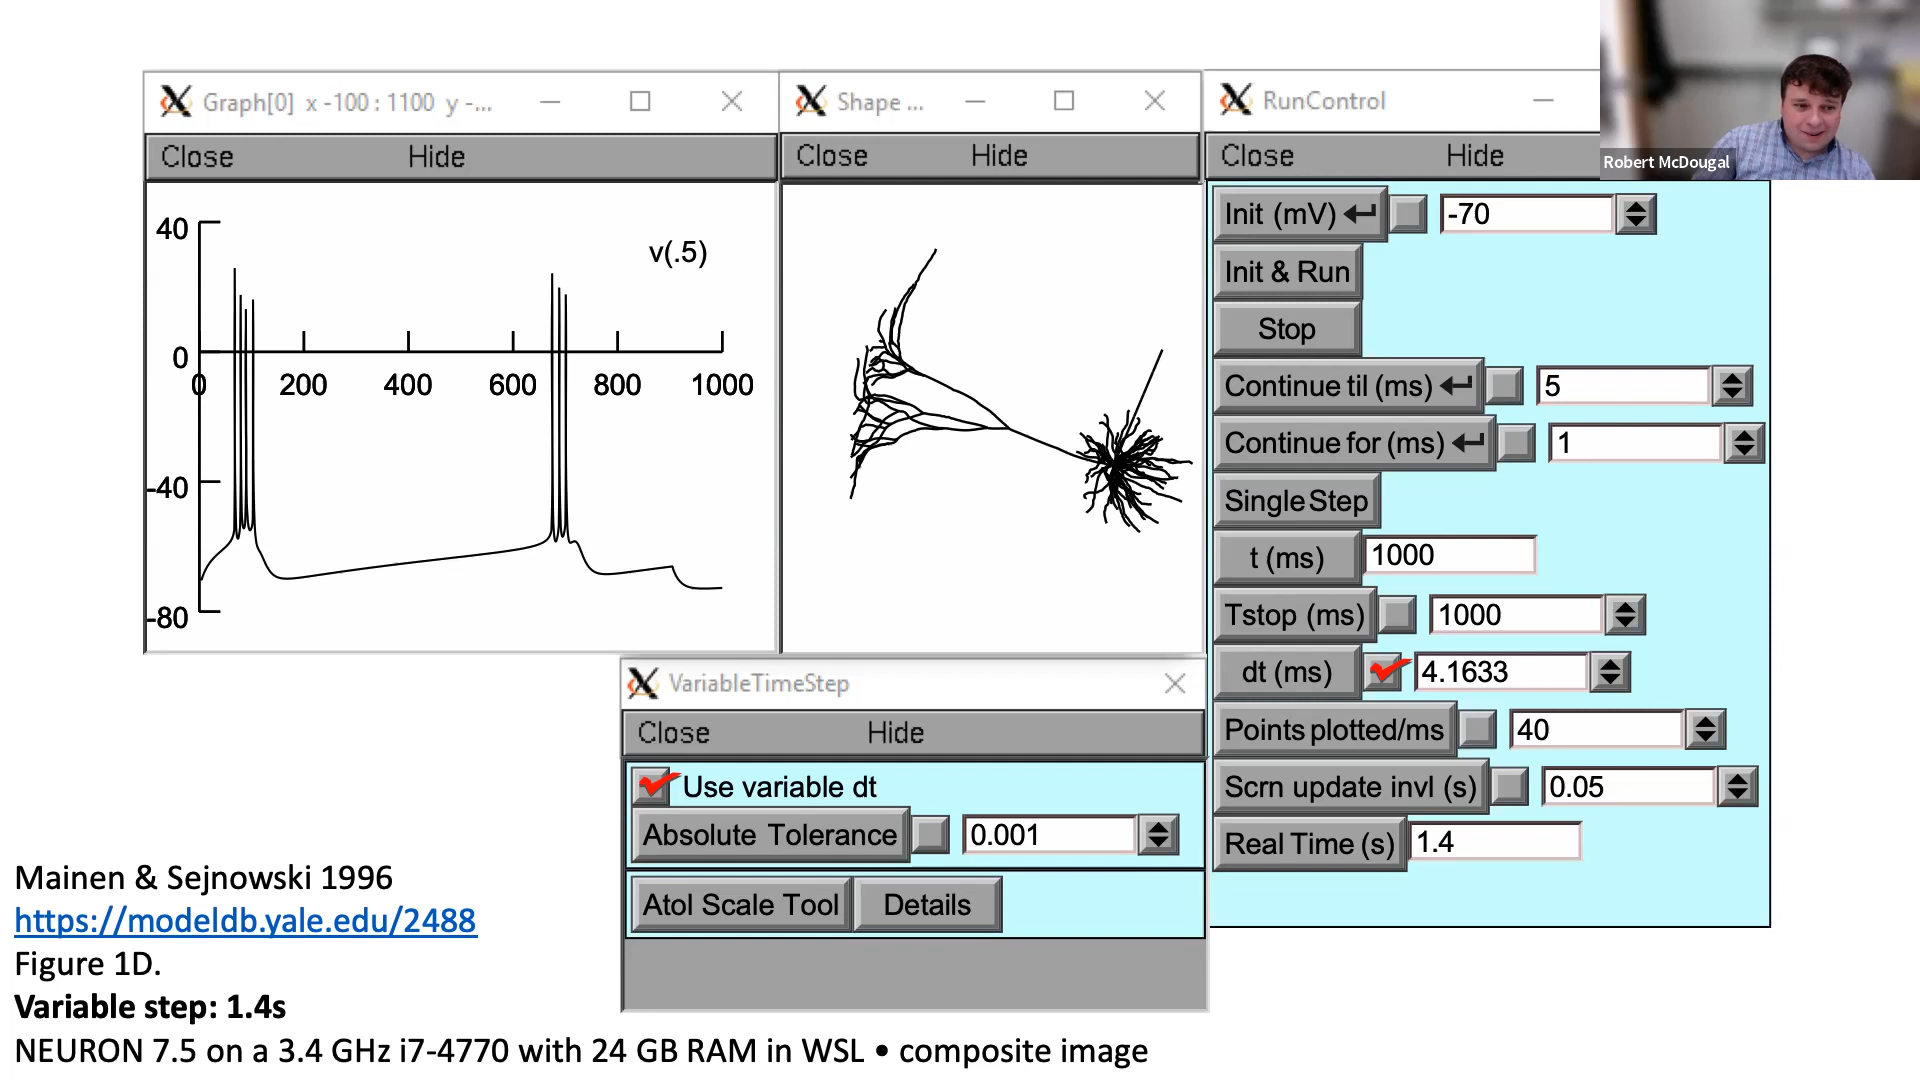 Graph[0] x -100 : 1100 y -...
Close Hide
40
v(.5)
0
0 200 400 600 800 1000
-40
-80
Shape ...
Close Hide
RunControl
Close Hide
Robert McDougal
Init (mV) -70
Init & Run
Stop
Continue til (ms) 5
Continue for (ms) 1
Single Step
t (ms) 1000
Tstop (ms) 1000
dt (ms) 4.1633
Points plotted/ms 40
Scrn update invl (s) 0.05
Real Time (s) 1.4
VariableTimeStep
Close Hide
Use variable dt
Absolute Tolerance 0.001
Atol Scale Tool Details
Mainen & Sejnowski 1996
https://modeldb.yale.edu/2488
Figure 1D.
Variable step: 1.4s
NEURON 7.5 on a 3.4 GHz i7-4770 with 24 GB RAM in WSL • composite image